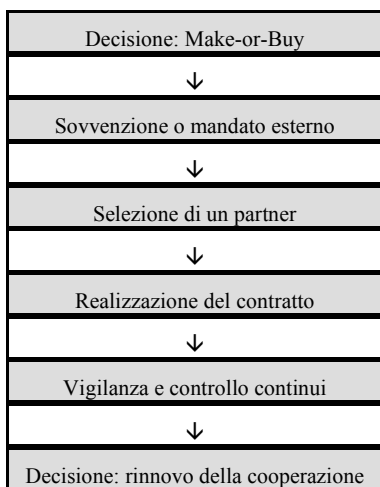 Decisione: Make-or-Buy
↓
Sovvenzione o mandato esterno
↓
Selezione di un partner
↓
Realizzazione del contratto
↓
Vigilanza e controllo continui
↓
Decisione: rinnovo della cooperazione